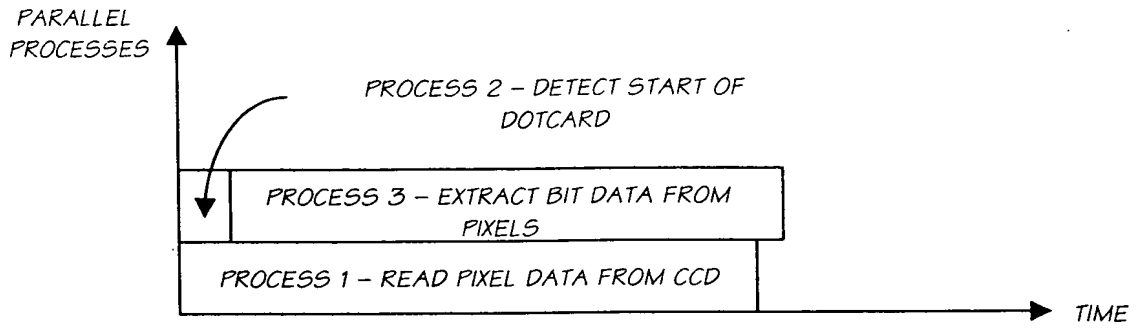 PARALLEL
PROCESSES
PROCESS 2 – DETECT START OF
DOTCARD
PROCESS 3 – EXTRACT BIT DATA FROM
PIXELS
PROCESS 1 – READ PIXEL DATA FROM CCD
TIME